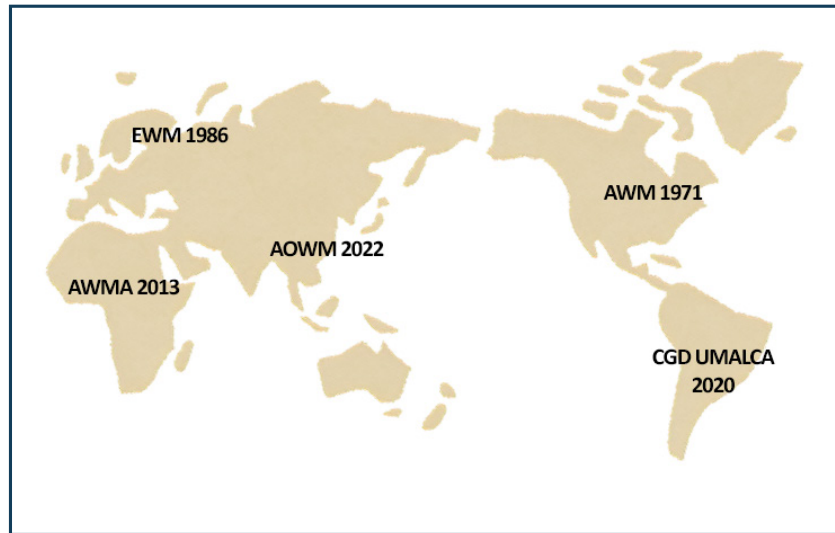 EWM 1986
AWM 1971
AOWM 2022
AWMA 2013
CGD UMALCA
2020